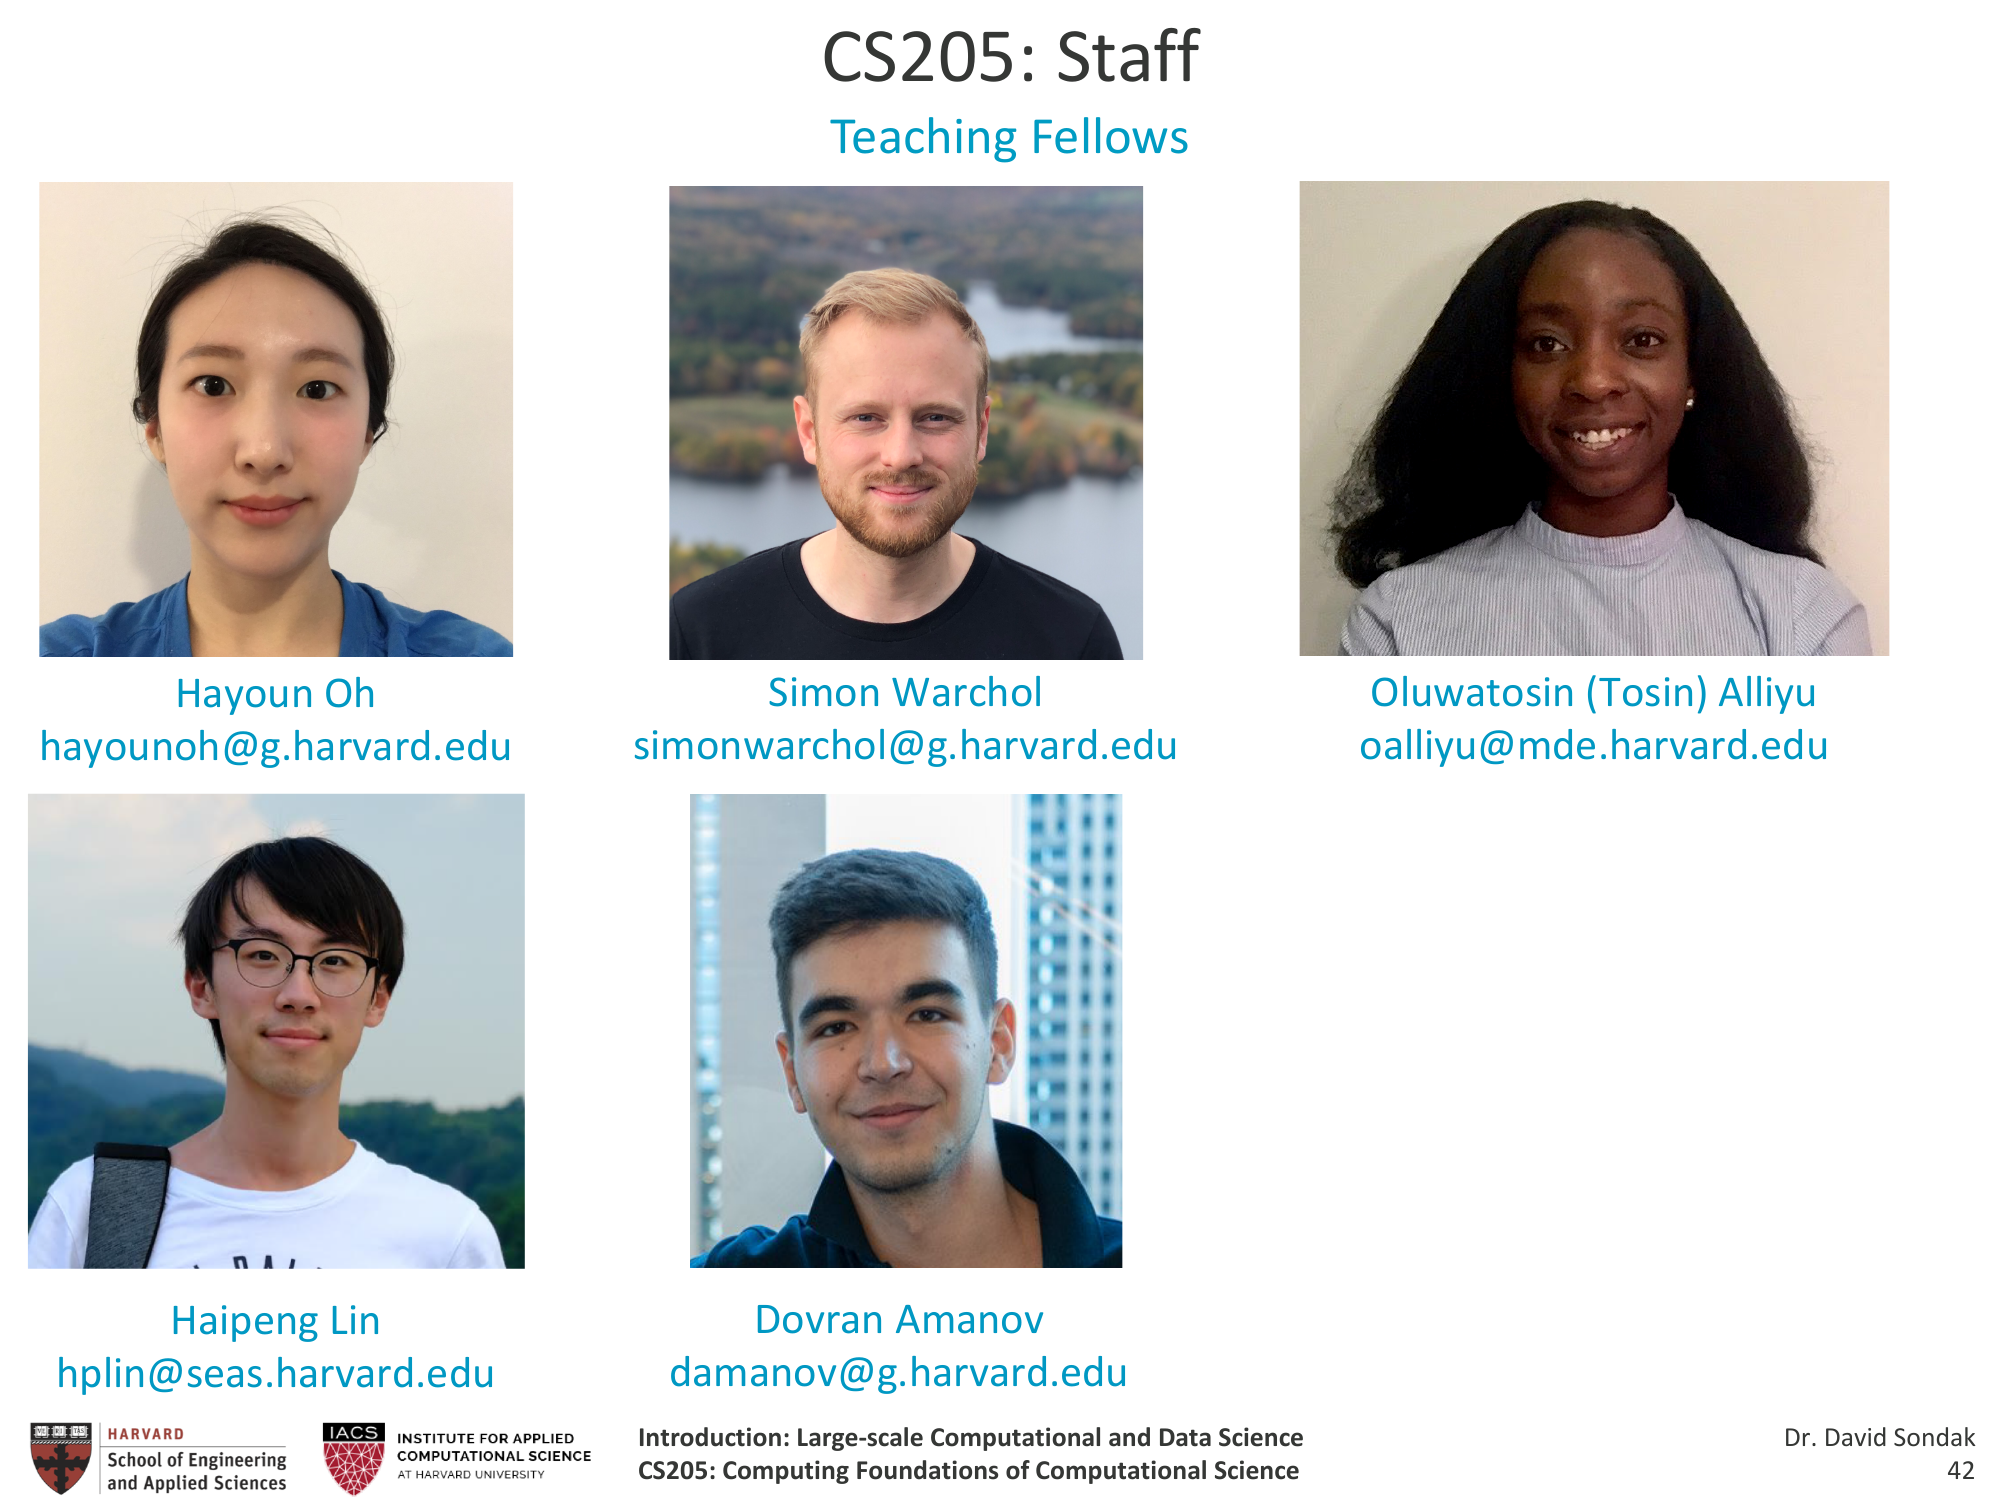 CS205: Staff
Teaching Fellows
Hayoun Oh
hayounoh@g.harvard.edu
Simon Warchol
simonwarchol@g.harvard.edu
Oluwatosin (Tosin) Alliyu
oalliyu@mde.harvard.edu
Haipeng Lin
hplin@seas.harvard.edu
Dovran Amanov
damanov@g.harvard.edu
HARVARD
School of Engineering
and Applied Sciences
IACS
INSTITUTE FOR APPLIED
COMPUTATIONAL SCIENCE
AT HARVARD UNIVERSITY
Introduction: Large-scale Computational and Data Science
CS205: Computing Foundations of Computational Science
Dr. David Sondak
42